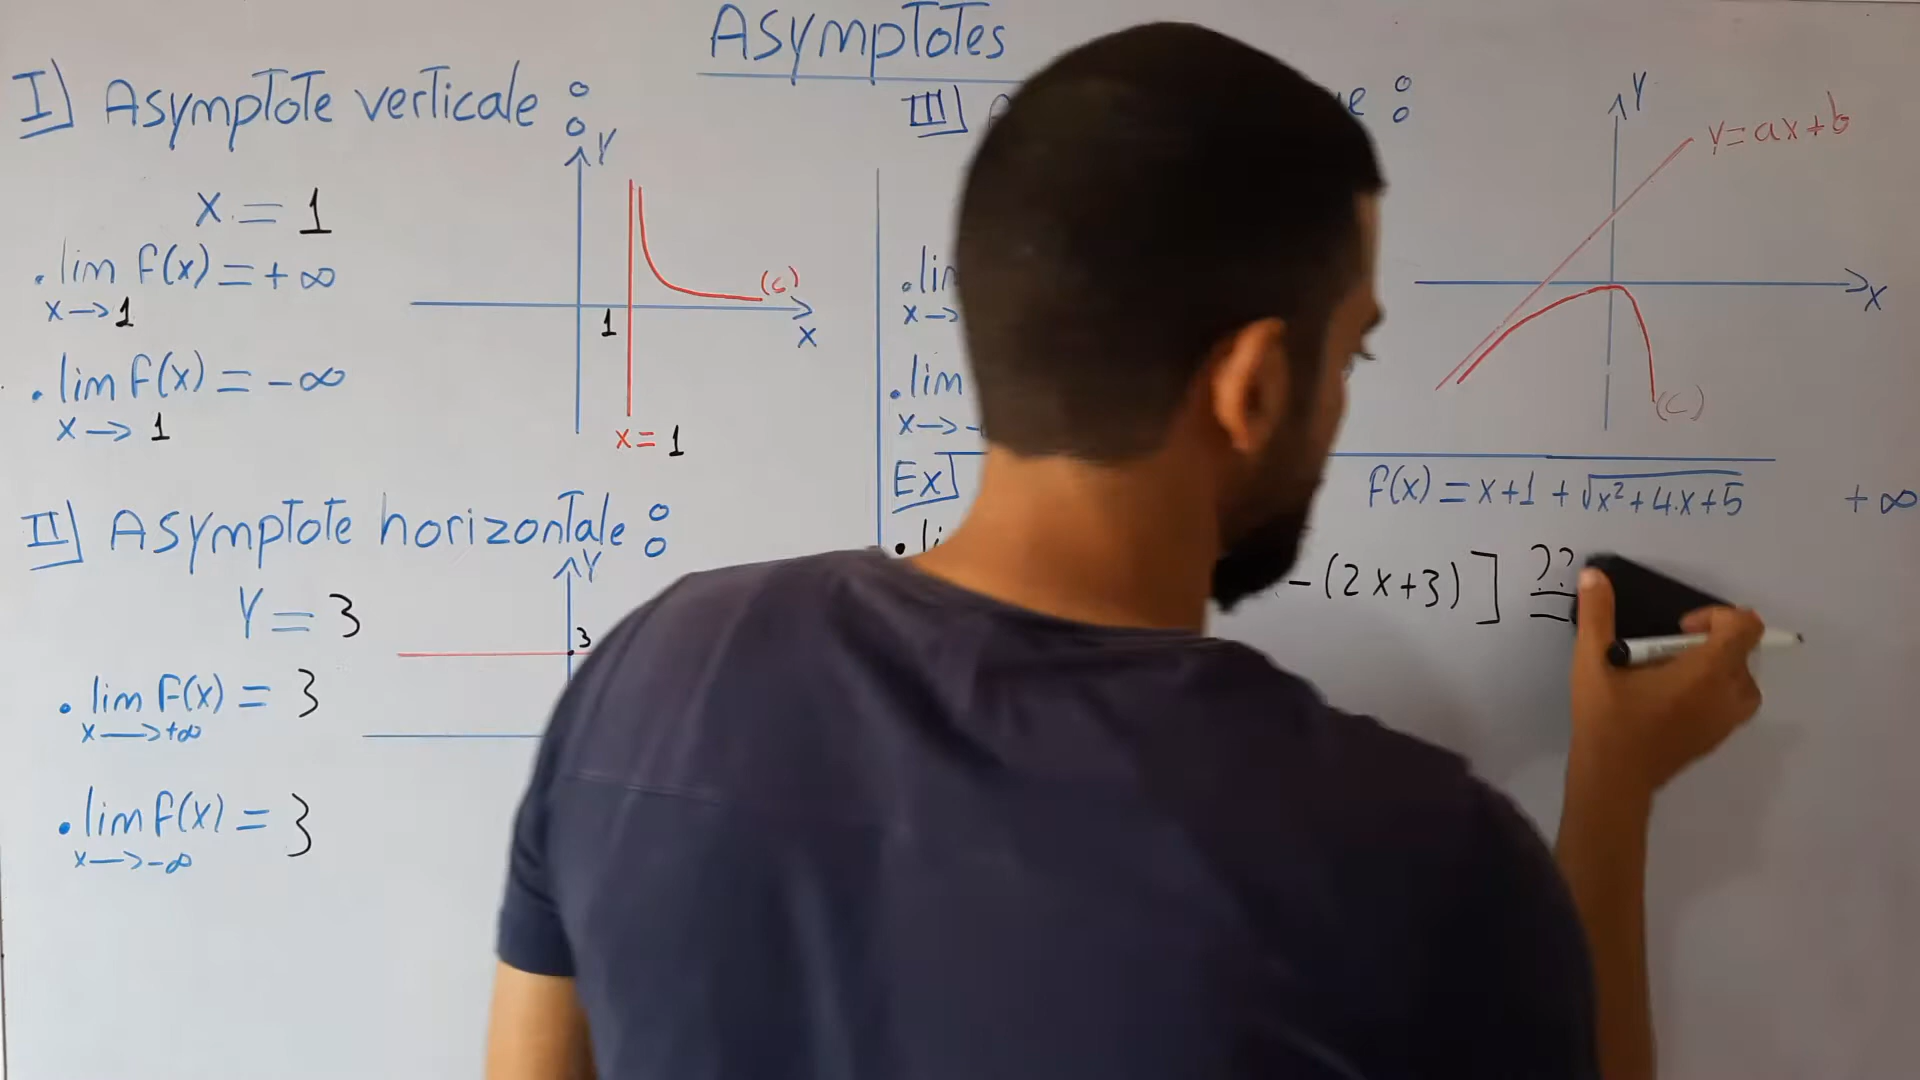 Asymptotes
I) Asymptote verticale :
x = 1
. lim f(x) = +∞
x → 1
. lim f(x) = -∞
x → 1
Y
X
1
(C)
x = 1
II) Asymptote horizontale :
Y = 3
. lim f(x) = 3
x → +∞
. lim f(x) = 3
x → -∞
Y
3
III)
:
. lim
x →
. lim
x → -
Y
X
y = ax + b
(C)
Ex)
f(x) = x+1 + √x²+4x+5
+∞
-(2x+3) ] = ??